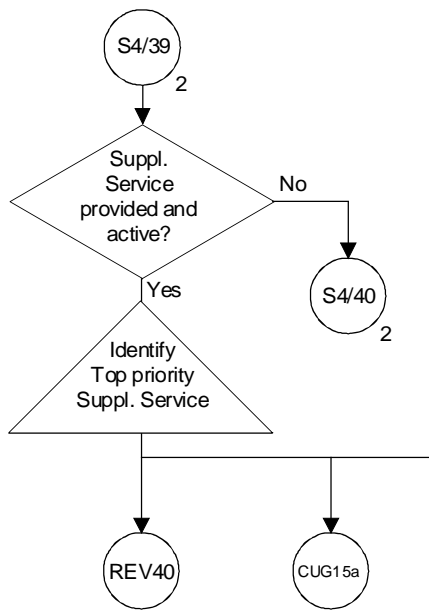 S4/39
2
Suppl.
Service
provided and
active?
No
Yes
S4/40
2
Identify
Top priority
Suppl. Service
REV40
CUG15a